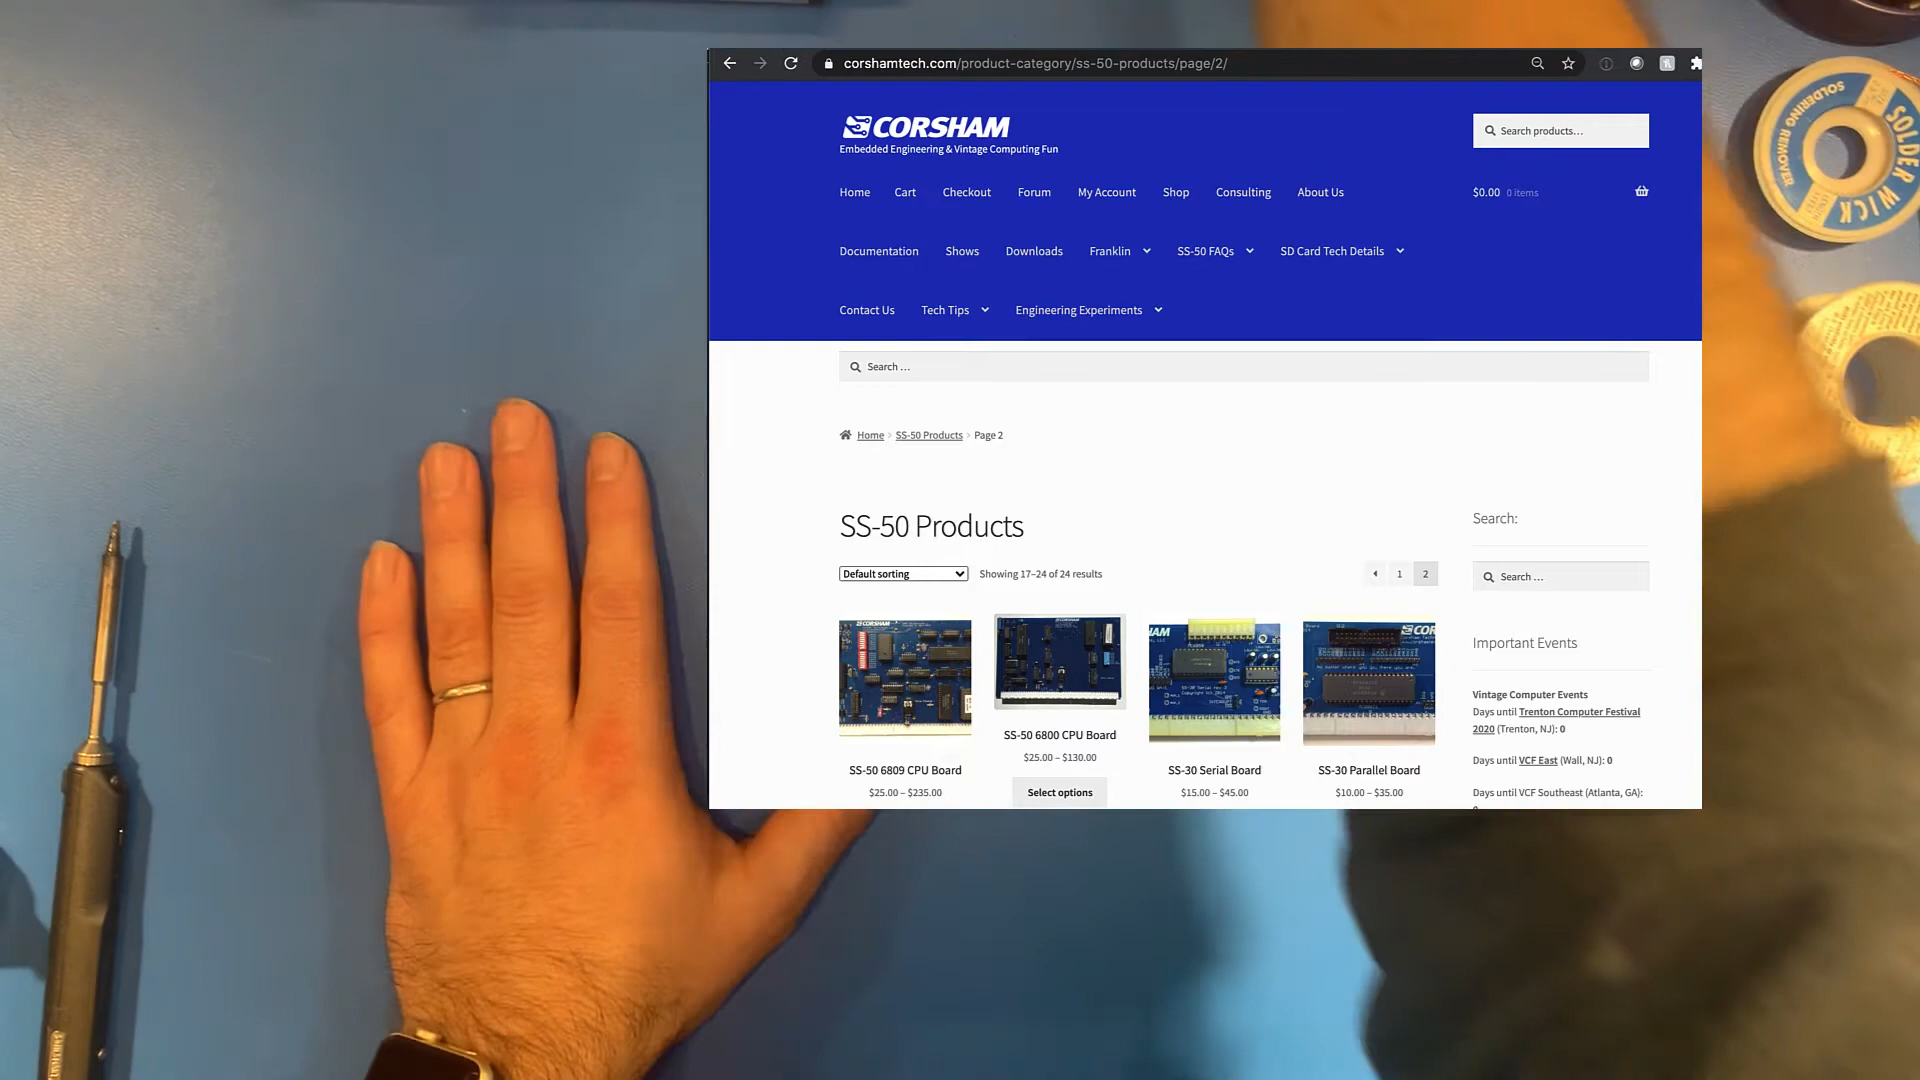 corshamtech.com/product-category/ss-50-products/page/2/
CORSHAM
Embedded Engineering & Vintage Computing Fun
Search products…
Home Cart Checkout Forum My Account Shop Consulting About Us
$0.00 0 items
Documentation Shows Downloads Franklin SS-50 FAQs SD Card Tech Details
Contact Us Tech Tips Engineering Experiments
Search …
Home SS-50 Products Page 2
SS-50 Products
Default sorting
Showing 17–24 of 24 results
1 2
Search:
Search …
Important Events
Vintage Computer Events
Days until Trenton Computer Festival
2020 (Trenton, NJ): 0
Days until VCF East (Wall, NJ): 0
Days until VCF Southeast (Atlanta, GA):
SS-50 6809 CPU Board
$25.00 – $235.00
SS-50 6800 CPU Board
$25.00 – $130.00
Select options
SS-30 Serial Board
$15.00 – $45.00
SS-30 Parallel Board
$10.00 – $35.00
SOLDERING REMOVER
SOLDER WICK